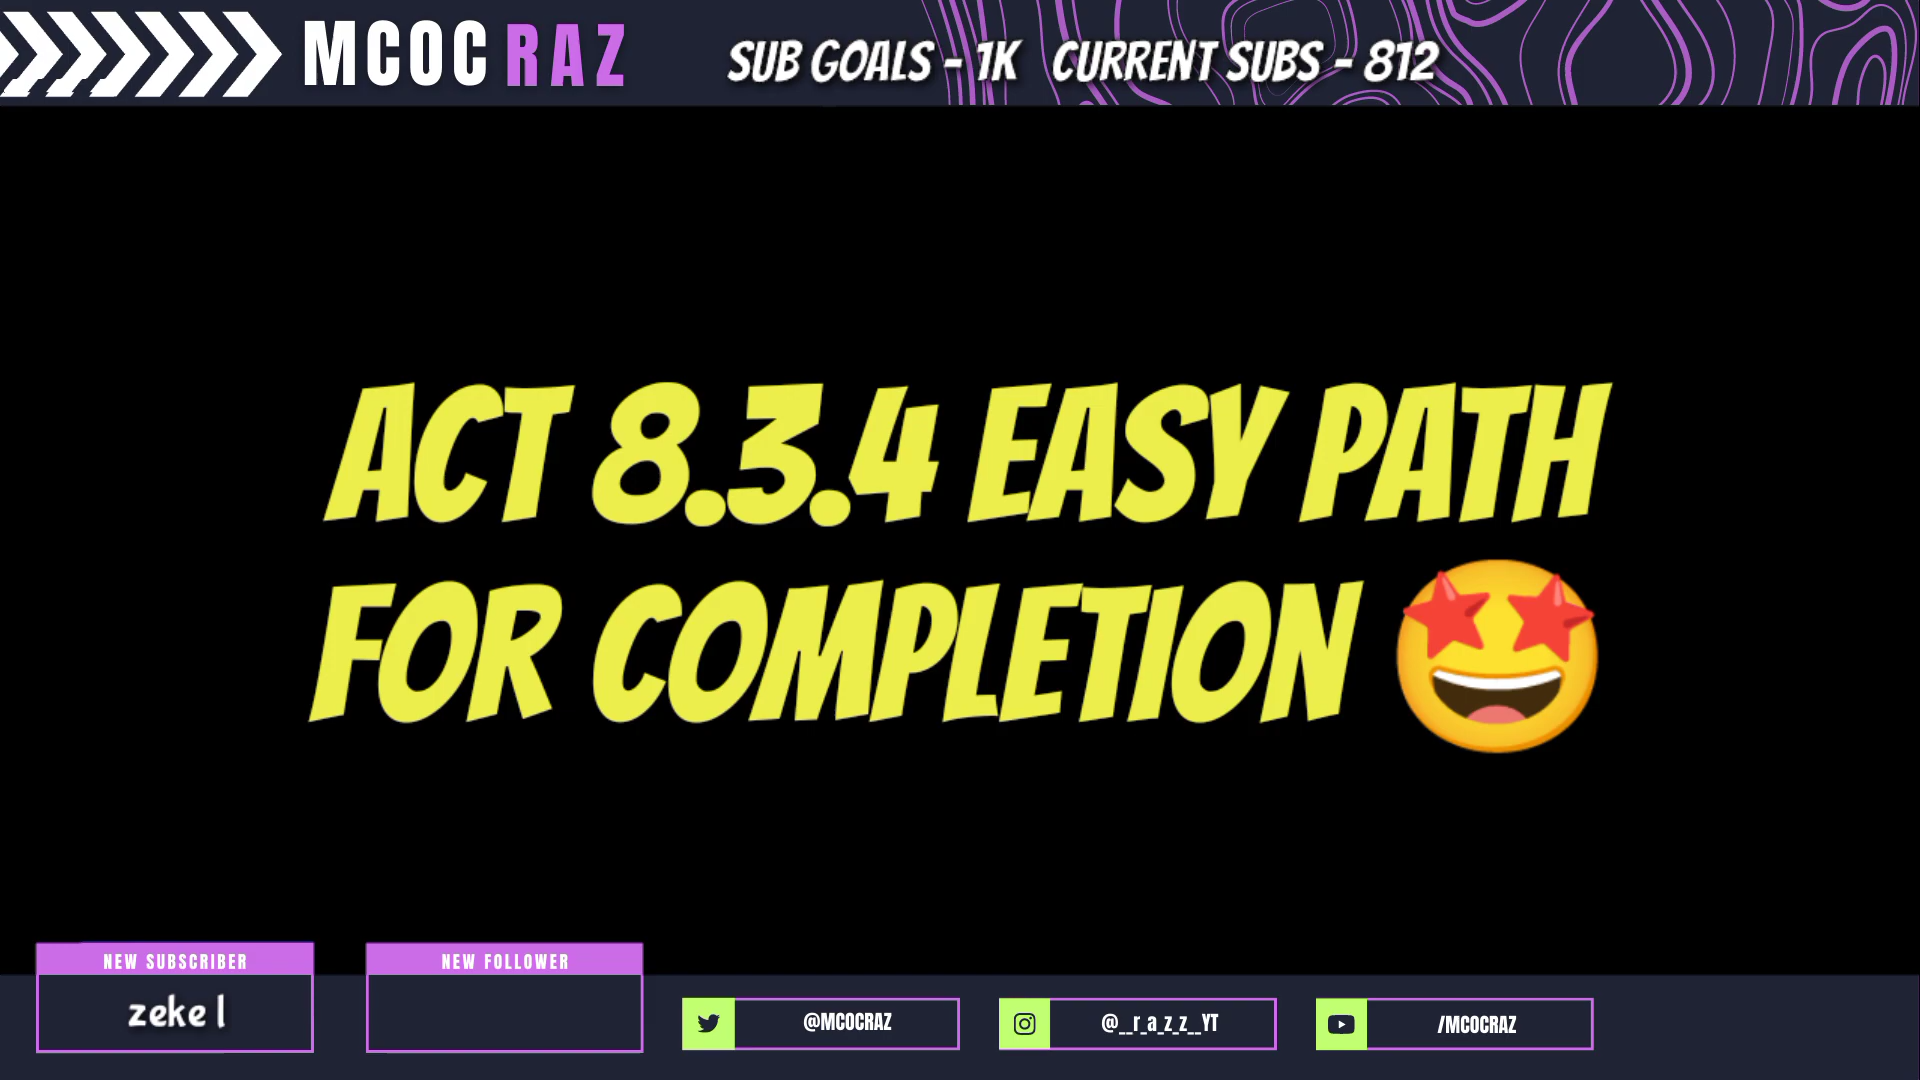 MCOC RAZ
SUB GOALS - 1K CURRENT SUBS - 812
ACT 8.3.4 EASY PATH
FOR COMPLETION
NEW SUBSCRIBER
zeke l
NEW FOLLOWER
@MCOCRAZ
@__r_a_z_z__YT
/MCOCRAZ